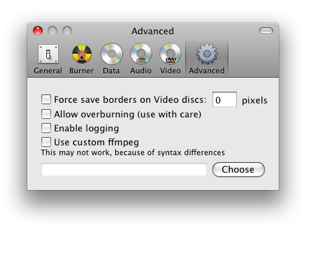 Advanced
General Burner Data Audio Video Advanced
Force save borders on Video discs: 0 pixels
Allow overburning (use with care)
Enable logging
Use custom ffmpeg
This may not work, because of syntax differences
Choose